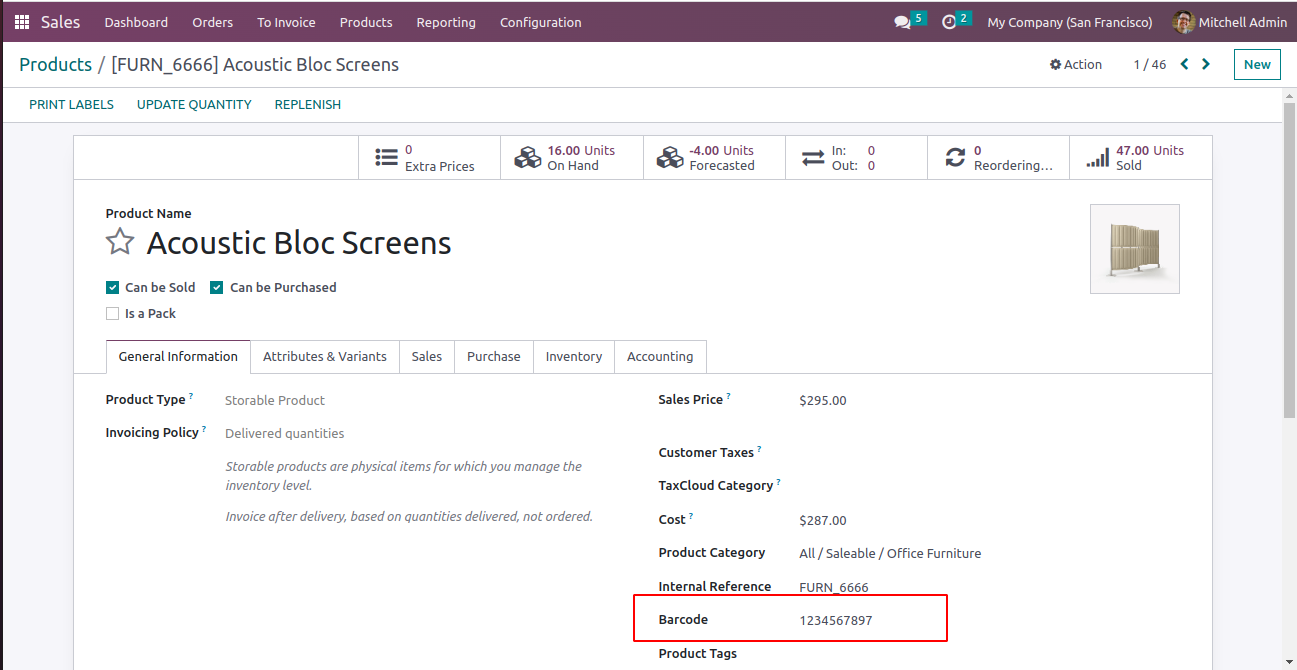 Sales Dashboard Orders To Invoice Products Reporting Configuration 5 2 My Company (San Francisco) Mitchell Admin
Products / [FURN_6666] Acoustic Bloc Screens Action 1 / 46 New
PRINT LABELS UPDATE QUANTITY REPLENISH
0
Extra Prices
16.00 Units
On Hand
-4.00 Units
Forecasted
In: 0
Out: 0
0
Reordering...
47.00 Units
Sold
Product Name
Acoustic Bloc Screens
Can be Sold Can be Purchased
Is a Pack
General Information Attributes & Variants Sales Purchase Inventory Accounting
Product Type ? Storable Product
Invoicing Policy ? Delivered quantities
Storable products are physical items for which you manage the
inventory level.
Invoice after delivery, based on quantities delivered, not ordered.
Sales Price ? $295.00
Customer Taxes ?
TaxCloud Category ?
Cost ? $287.00
Product Category All / Saleable / Office Furniture
Internal Reference FURN_6666
Barcode 1234567897
Product Tags